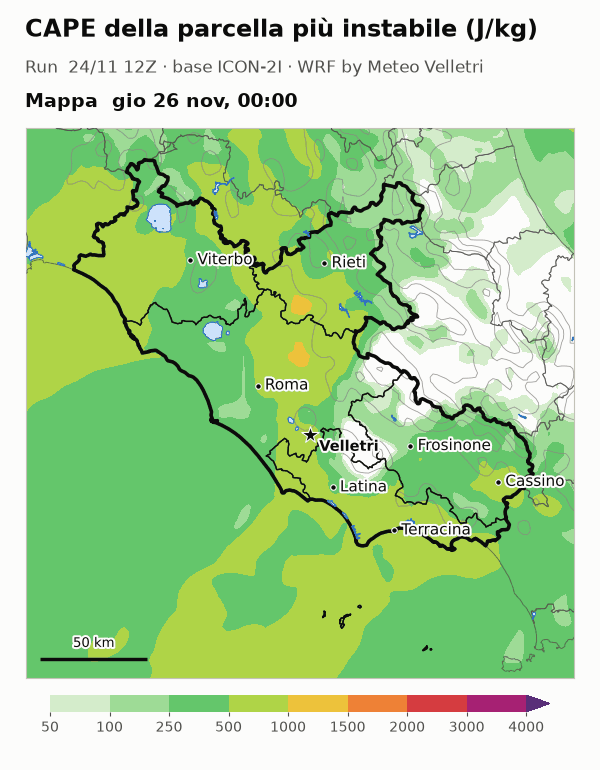 CAPE della parcella più instabile (J/kg)
Run  24/11 12Z · base ICON-2I · WRF by Meteo Velletri
Mappa  gio 26 nov, 00:00
Viterbo
Rieti
Roma
Velletri
Frosinone
Cassino
Latina
Terracina
50 km
50 100 250 500 1000 1500 2000 3000 4000